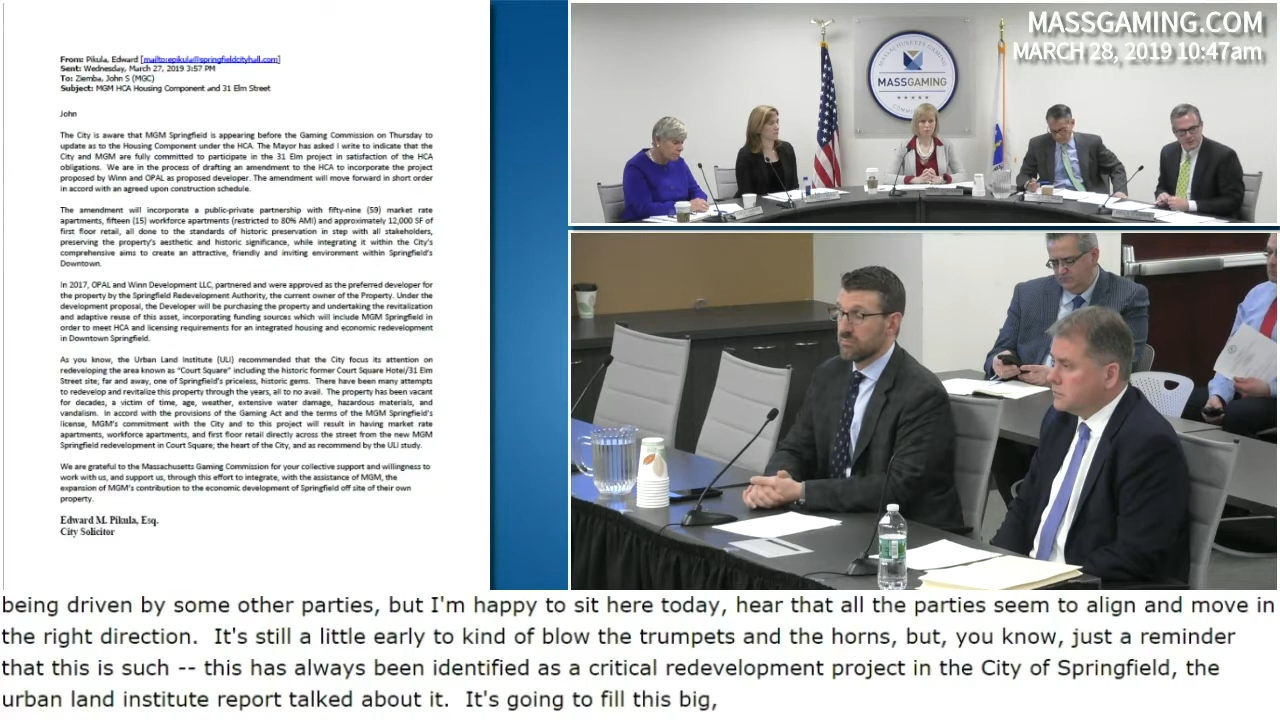 From: Pikula, Edward [mailto:epikula@springfieldcityhall.com]
Sent: Wednesday, March 27, 2019 3:57 PM
To: Ziemba, John S (MGC)
Subject: MGM HCA Housing Component and 31 Elm Street
John
The City is aware that MGM Springfield is appearing before the Gaming Commission on Thursday to
update as to the Housing Component under the HCA. The Mayor has asked I write to indicate that the
City and MGM are fully committed to participate in the 31 Elm project in satisfaction of the HCA
obligations. We are in the process of drafting an amendment to the HCA to incorporate the project
proposed by Winn and OPAL as proposed developer. The amendment will move forward in short order
in accord with an agreed upon construction schedule.
The amendment will incorporate a public-private partnership with fifty-nine (59) market rate
apartments, fifteen (15) workforce apartments (restricted to 80% AMI) and approximately 12,000 SF of
first floor retail, all done to the standards of historic preservation in step with all stakeholders,
preserving the property's aesthetic and historic significance, while integrating it within the City's
comprehensive aims to create an attractive, friendly and inviting environment within Springfield's
Downtown.
In 2017, OPAL and Winn Development LLC, partnered and were approved as the preferred developer for
the property by the Springfield Redevelopment Authority, the current owner of the Property. Under the
development proposal, the Developer will be purchasing the property and undertaking the revitalization
and adaptive reuse of this asset, incorporating funding sources which will include MGM Springfield in
order to meet HCA and licensing requirements for an integrated housing and economic redevelopment
in Downtown Springfield.
As you know, the Urban Land Institute (ULI) recommended that the City focus its attention on
redeveloping the area known as "Court Square" including the historic former Court Square Hotel/31 Elm
Street site; far and away, one of Springfield's priceless, historic gems. There have been many attempts
to redevelop and revitalize this property through the years, all to no avail. The property has been vacant
for decades, a victim of time, age, weather, extensive water damage, hazardous materials, and
vandalism. In accord with the provisions of the Gaming Act and the terms of the MGM Springfield's
license, MGM's commitment with the City and to this project will result in having market rate
apartments, workforce apartments, and first floor retail directly across the street from the new MGM
Springfield redevelopment in Court Square; the heart of the City, and as recommend by the ULI study.
We are grateful to the Massachusetts Gaming Commission for your collective support and willingness to
work with us, and support us, through this effort to integrate, with the assistance of MGM, the
expansion of MGM's contribution to the economic development of Springfield off site of their own
property.
Edward M. Pikula, Esq.
City Solicitor
MASSGAMING.COM
MARCH 28, 2019 10:47am
MASSACHUSETTS GAMING
MASSGAMING
being driven by some other parties, but I'm happy to sit here today, hear that all the parties seem to align and move in
the right direction. It's still a little early to kind of blow the trumpets and the horns, but, you know, just a reminder
that this is such -- this has always been identified as a critical redevelopment project in the City of Springfield, the
urban land institute report talked about it. It's going to fill this big,